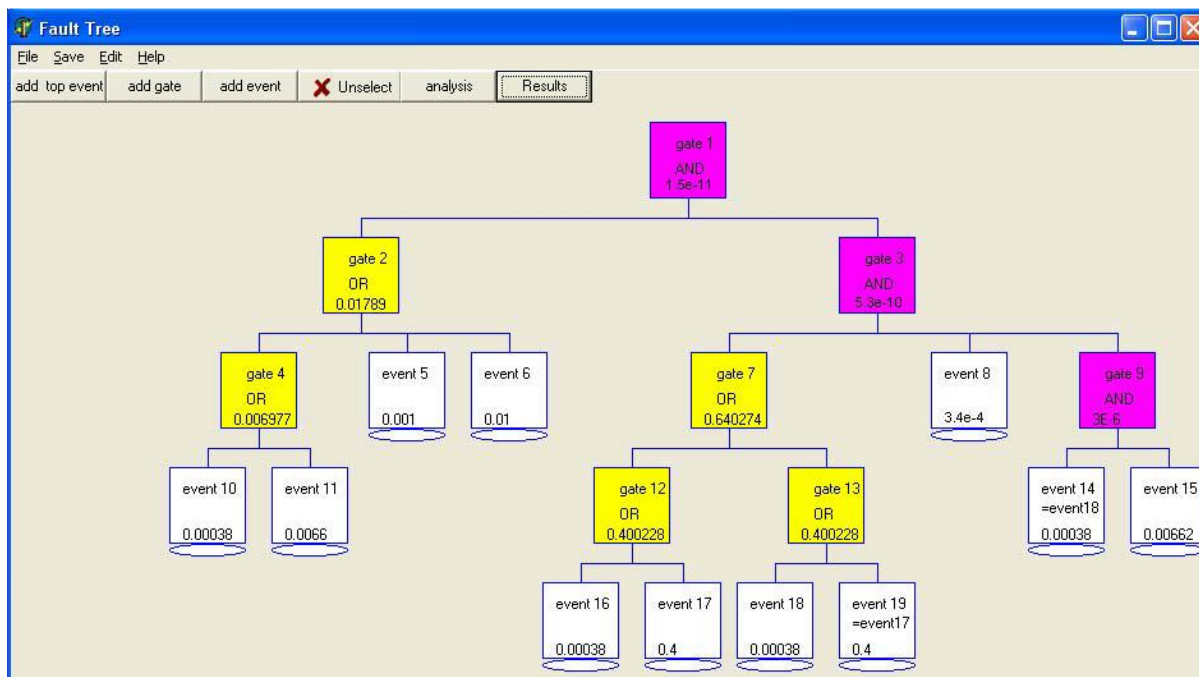 Fault Tree
File Save Edit Help
add top event add gate add event Unselect analysis Results
gate 1
AND
1.5e-11
gate 2
OR
0.01789
gate 3
AND
5.3e-10
gate 4
OR
0.006977
event 5
0.001
event 6
0.01
gate 7
OR
0.640274
event 8
3.4e-4
gate 9
AND
3E-6
event 10
0.00038
event 11
0.0066
gate 12
OR
0.400228
gate 13
OR
0.400228
event 14
=event18
0.00038
event 15
0.00662
event 16
0.00038
event 17
0.4
event 18
0.00038
event 19
=event17
0.4